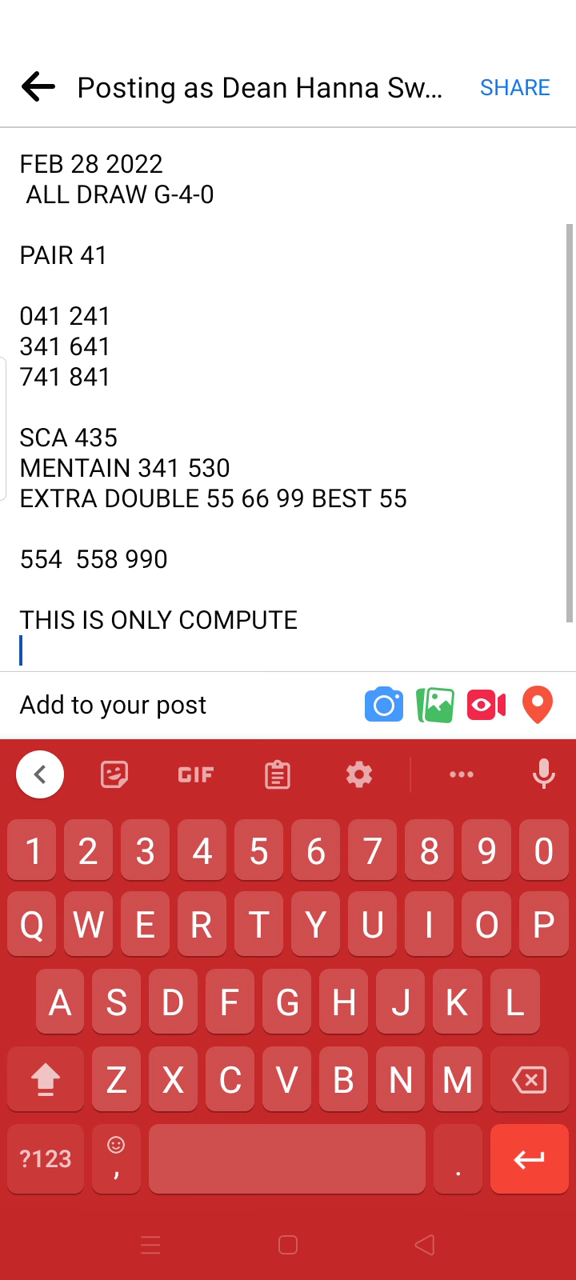 Posting as Dean Hanna Sw...
SHARE
FEB 28 2022
ALL DRAW G-4-0
PAIR 41
041 241
341 641
741 841
SCA 435
MENTAIN 341 530
EXTRA DOUBLE 55 66 99 BEST 55
554  558 990
THIS IS ONLY COMPUTE
Add to your post
GIF
1 2 3 4 5 6 7 8 9 0
Q W E R T Y U I O P
A S D F G H J K L
Z X C V B N M
?123 , .